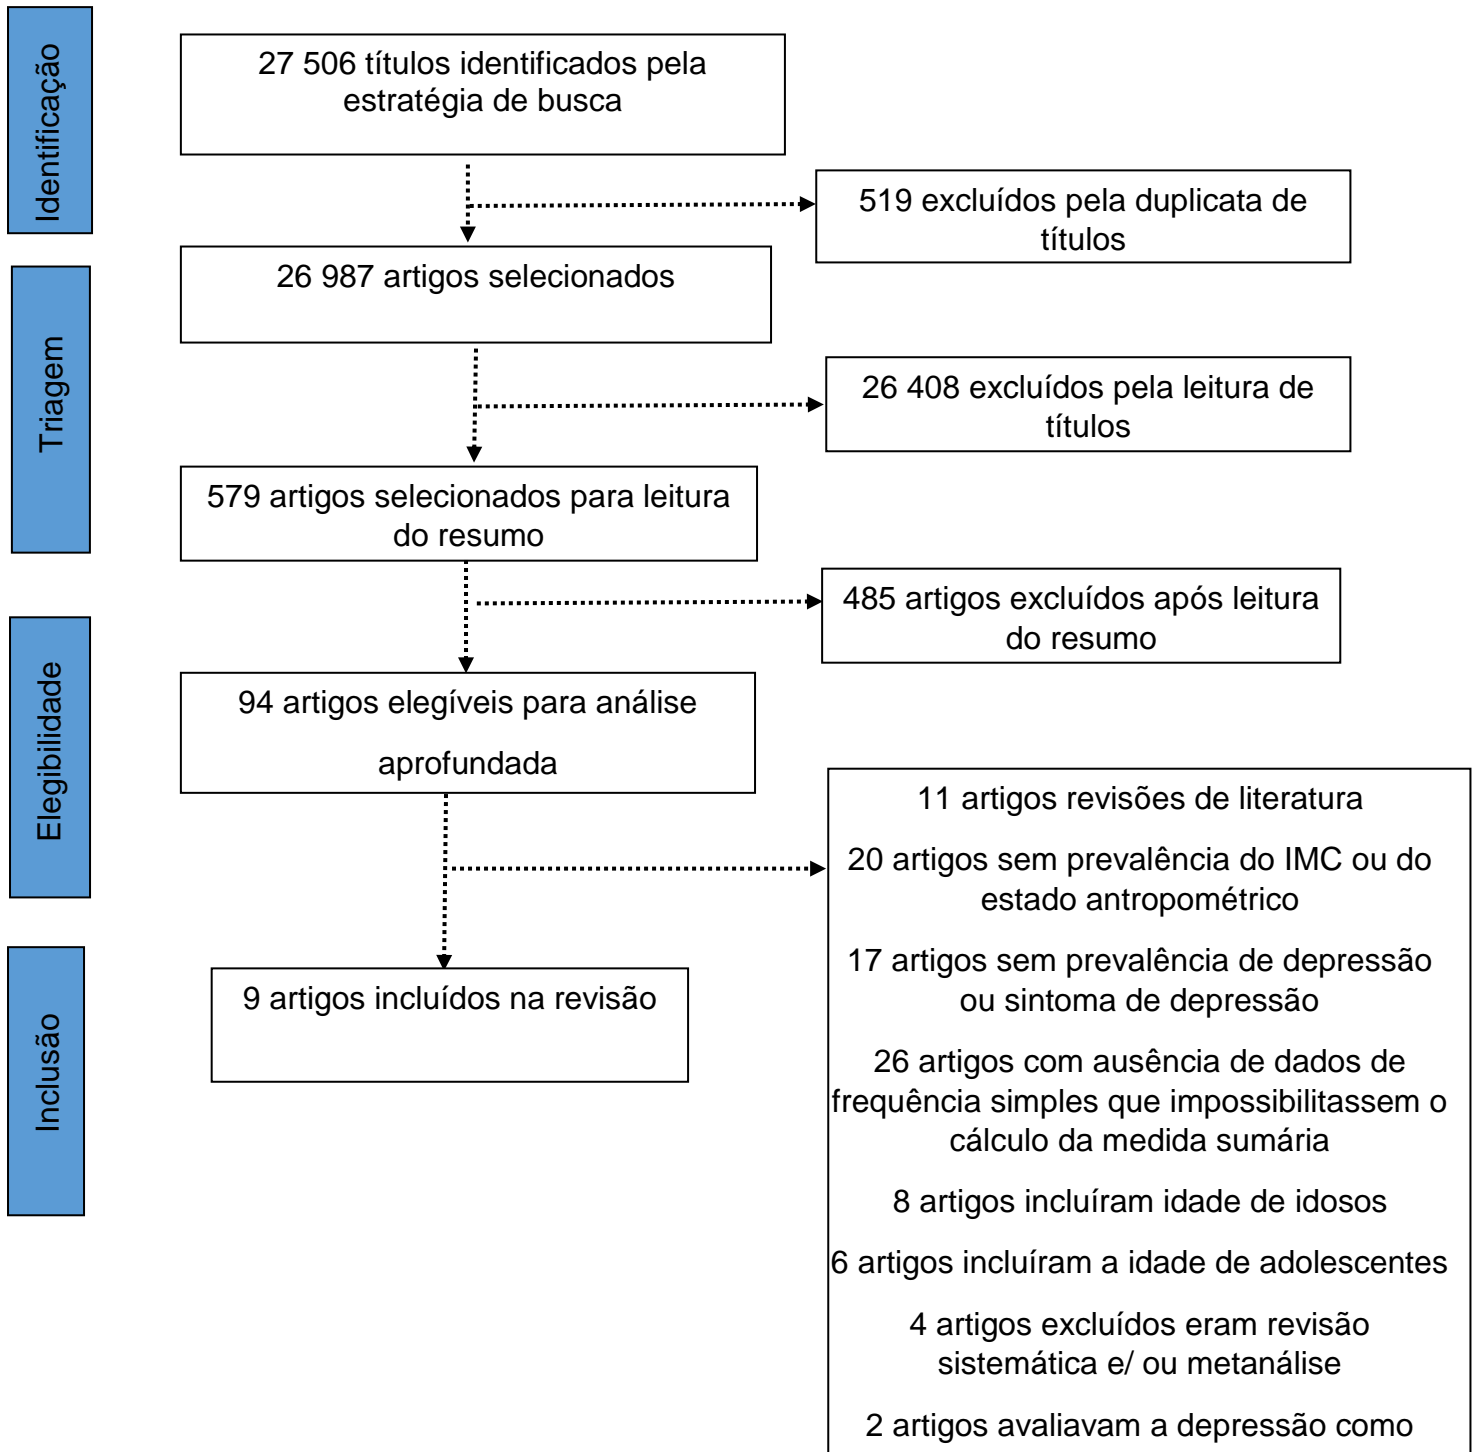 Identificação
27 506 títulos identificados pela
estratégia de busca
519 excluídos pela duplicata de
títulos
26 987 artigos selecionados
Triagem
26 408 excluídos pela leitura de
títulos
579 artigos selecionados para leitura
do resumo
485 artigos excluídos após leitura
do resumo
Elegibilidade
94 artigos elegíveis para análise
aprofundada
11 artigos revisões de literatura
20 artigos sem prevalência do IMC ou do
estado antropométrico
17 artigos sem prevalência de depressão
ou sintoma de depressão
26 artigos com ausência de dados de
frequência simples que impossibilitassem o
cálculo da medida sumária
8 artigos incluíram idade de idosos
6 artigos incluíram a idade de adolescentes
4 artigos excluídos eram revisão
sistemática e/ ou metanálise
2 artigos avaliavam a depressão como
Inclusão
9 artigos incluídos na revisão